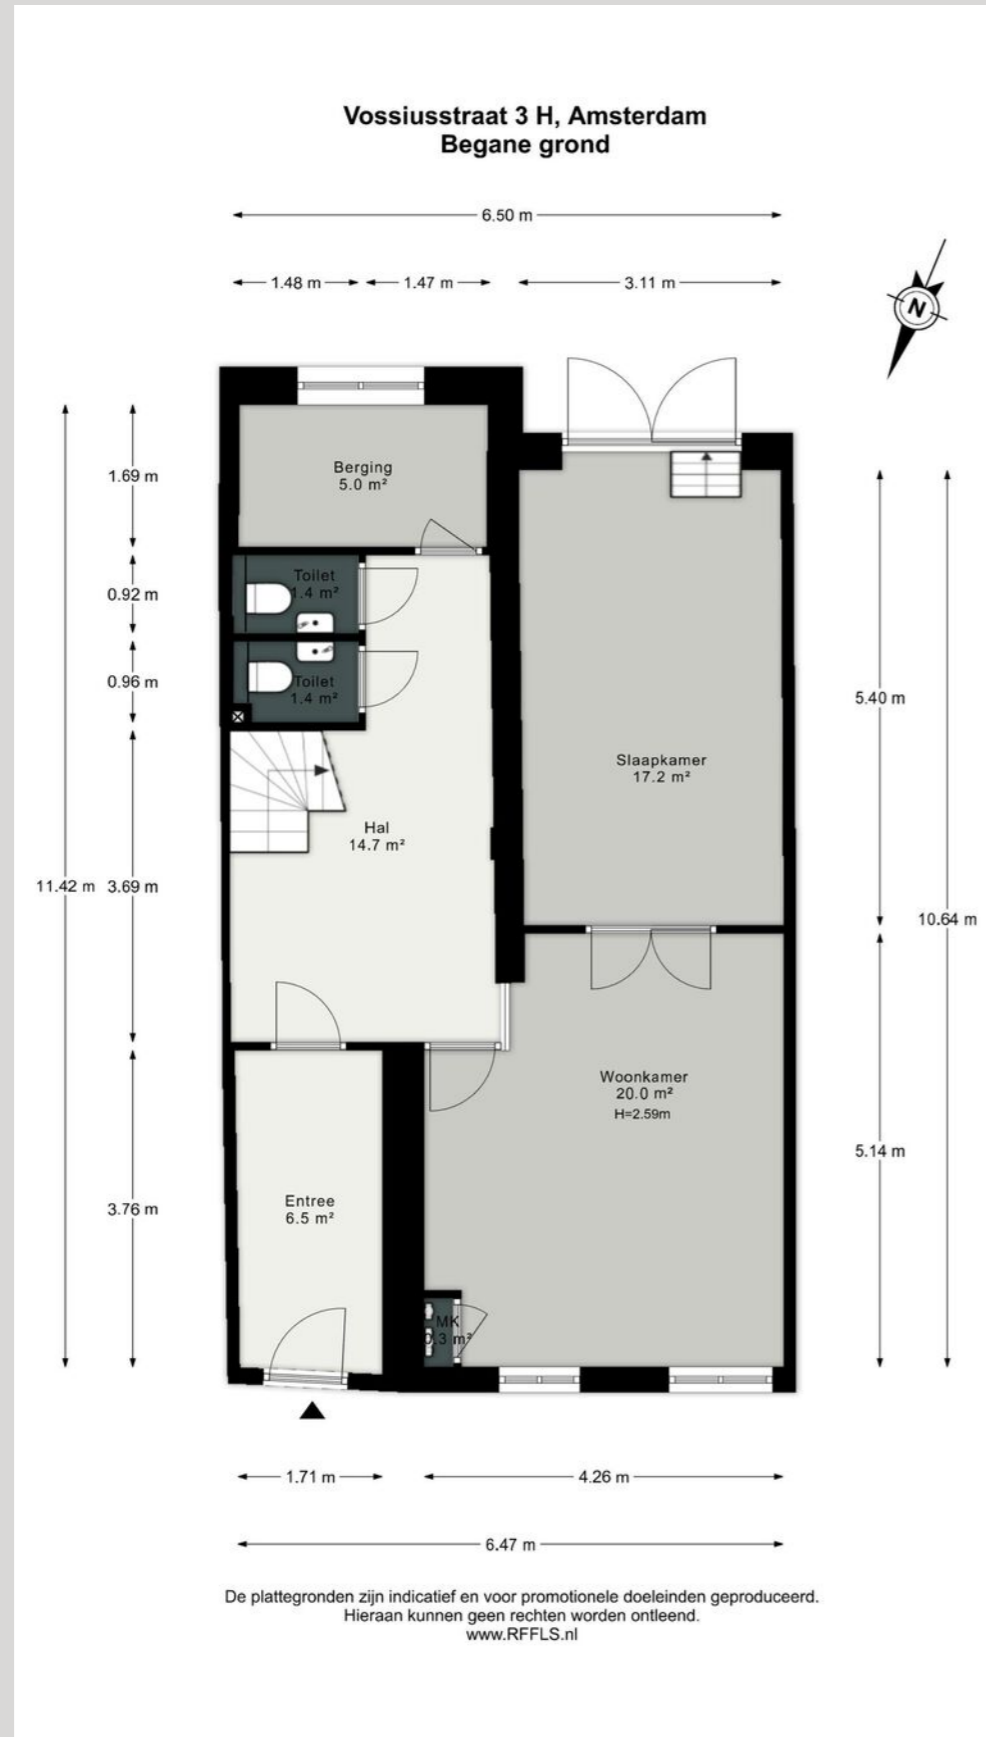 Vossiusstraat 3 H, Amsterdam
Begane grond
6.50 m
1.48 m
1.47 m
3.11 m
N
1.69 m
Berging
5.0 m²
0.92 m
Toilet
1.4 m²
0.96 m
Toilet
1.4 m²
5.40 m
Slaapkamer
17.2 m²
Hal
14.7 m²
11.42 m
3.69 m
10.64 m
Woonkamer
20.0 m²
H=2.59m
5.14 m
Entree
6.5 m²
3.76 m
MK
0.3 m²
1.71 m
4.26 m
6.47 m
De plattegronden zijn indicatief en voor promotionele doeleinden geproduceerd.
Hieraan kunnen geen rechten worden ontleend.
www.RFFLS.nl